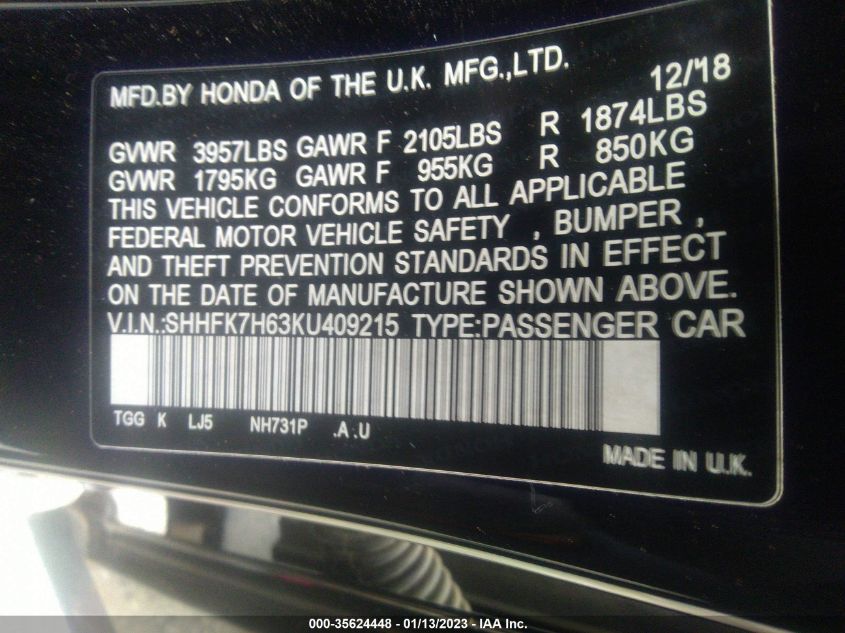 MFD.BY HONDA OF THE U.K. MFG.,LTD. 12/18
GVWR 3957LBS GAWR F 2105LBS R 1874LBS
GVWR 1795KG GAWR F 955KG R 850KG
THIS VEHICLE CONFORMS TO ALL APPLICABLE
FEDERAL MOTOR VEHICLE SAFETY , BUMPER ,
AND THEFT PREVENTION STANDARDS IN EFFECT
ON THE DATE OF MANUFACTURE SHOWN ABOVE.
V.I.N.:SHHFK7H63KU409215 TYPE:PASSENGER CAR
TGG K LJ5 NH731P .A .U
MADE IN U.K.
000-35624448 - 01/13/2023 - IAA Inc.